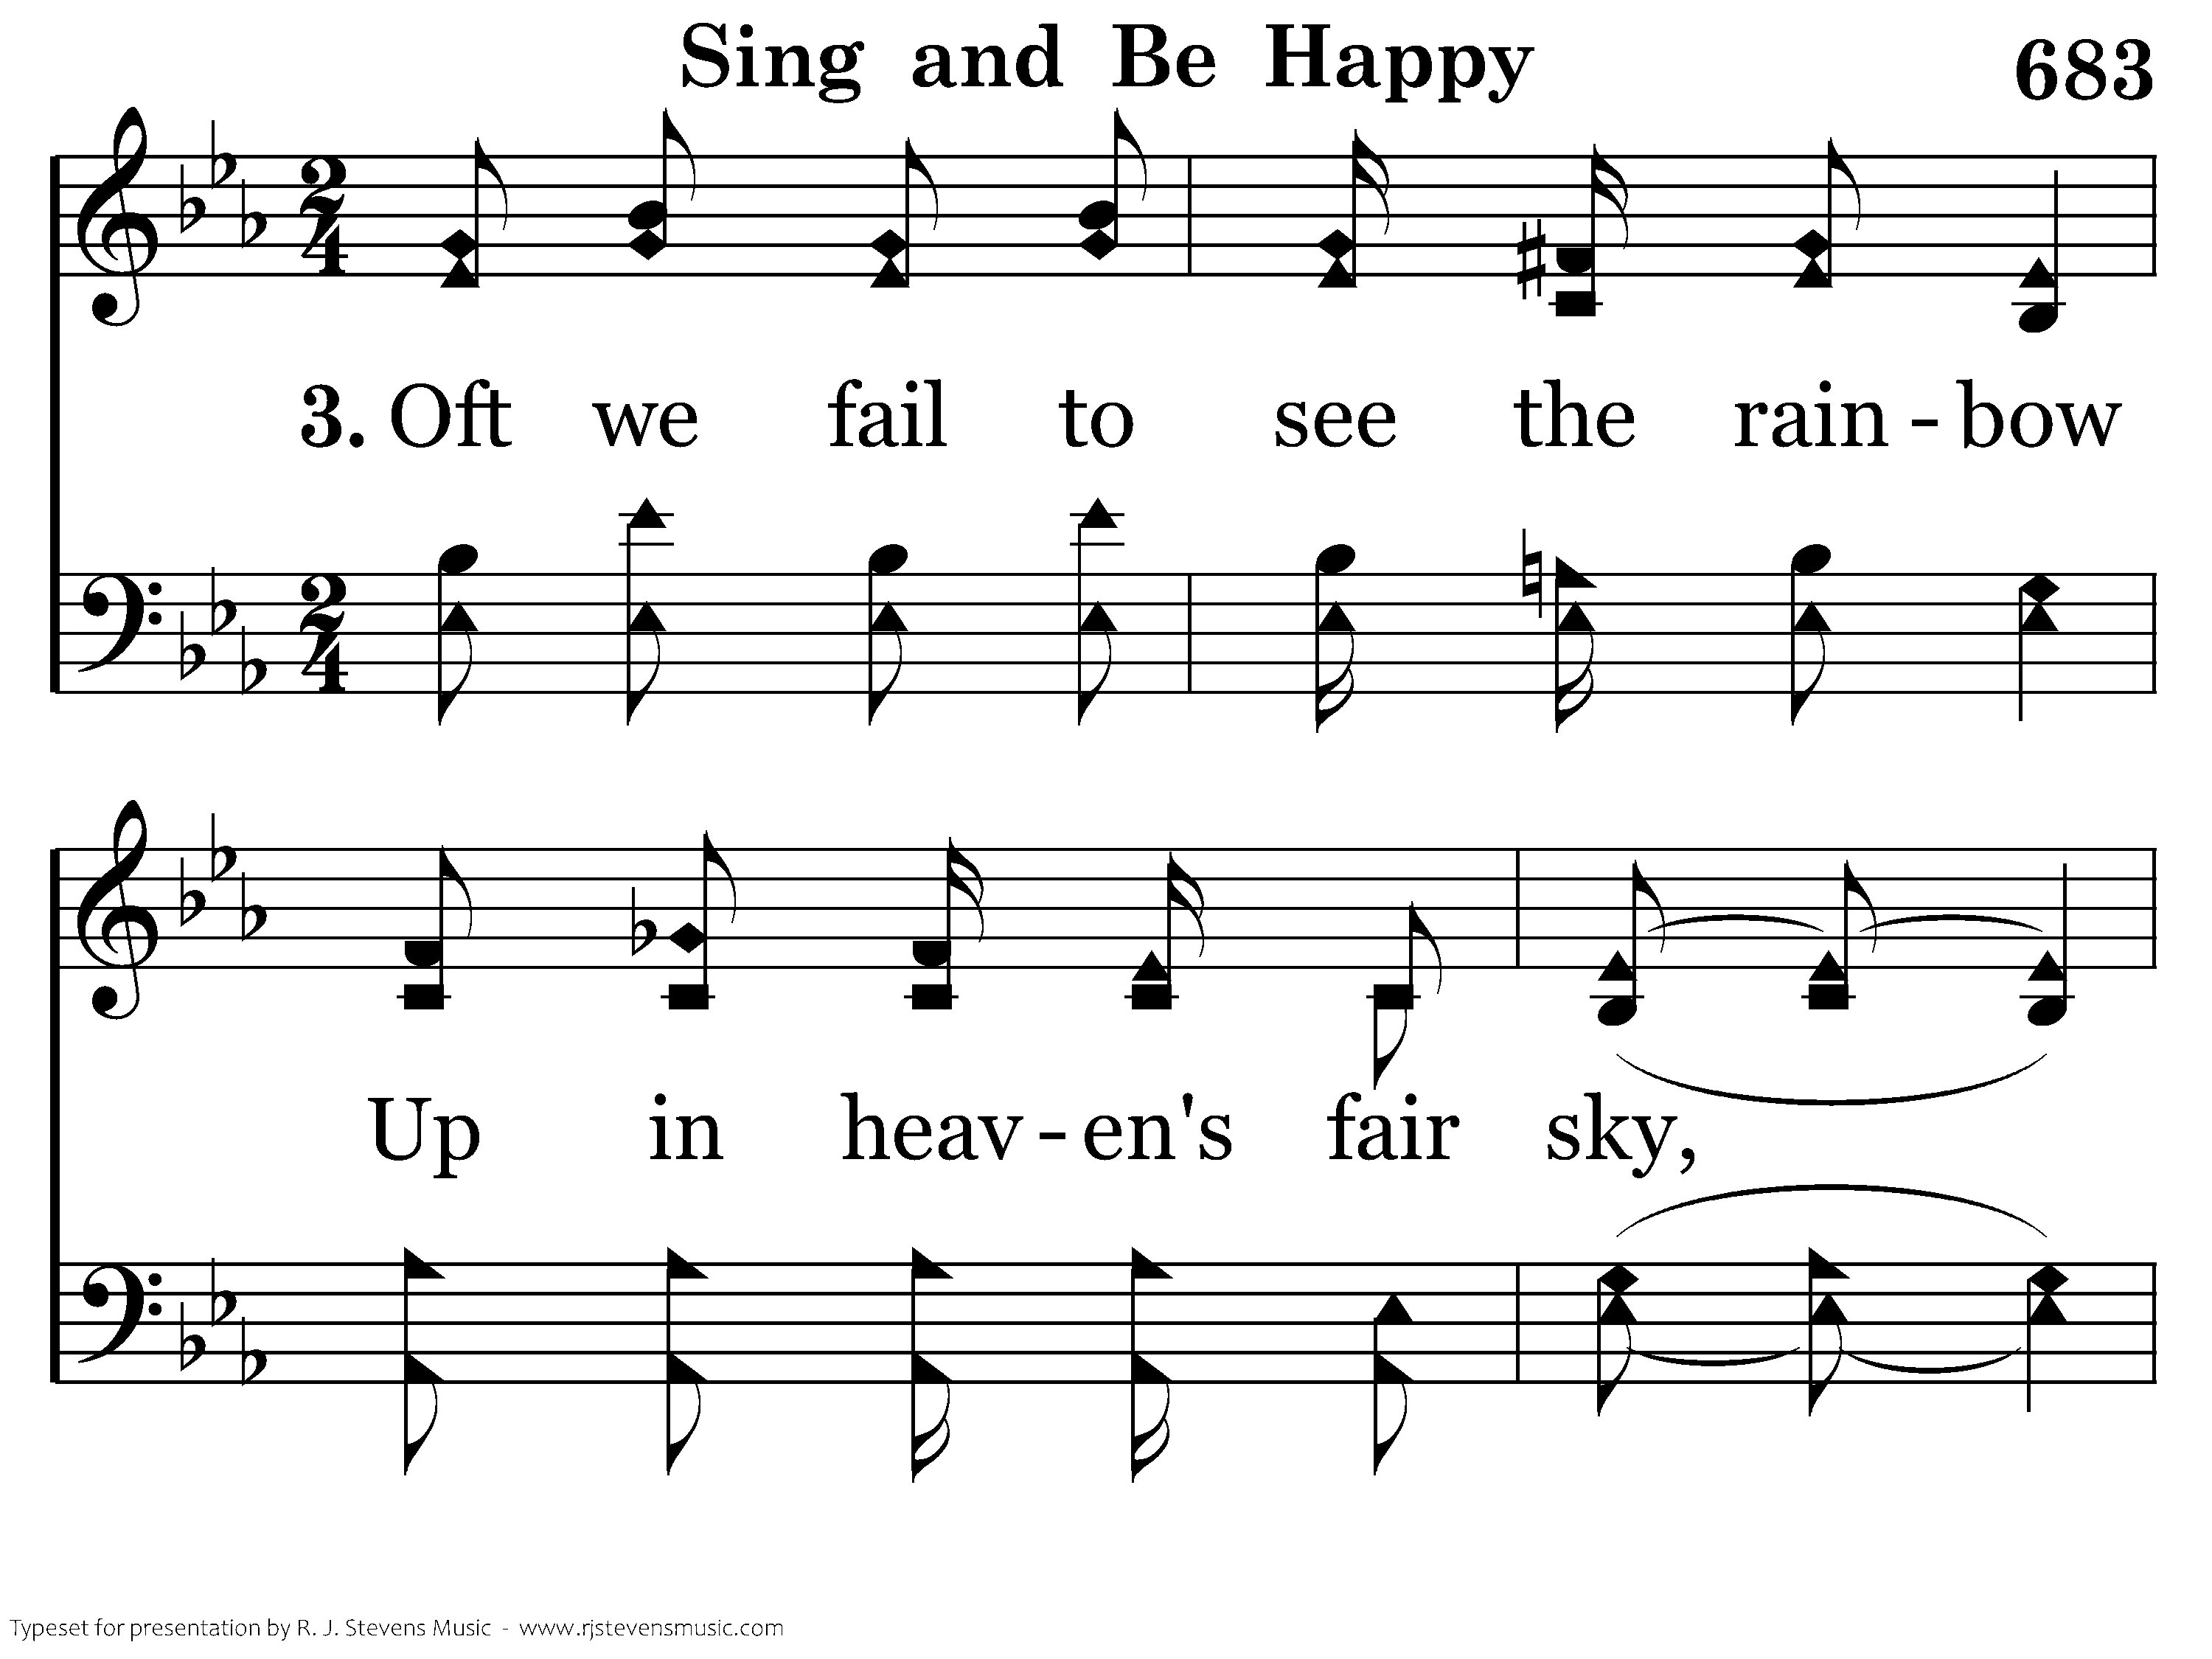 Sing and Be Happy 683
3. Oft we fail to see the rain - bow
Up in heav - en's fair sky,
Typeset for presentation by R. J. Stevens Music - www.rjstevensmusic.com